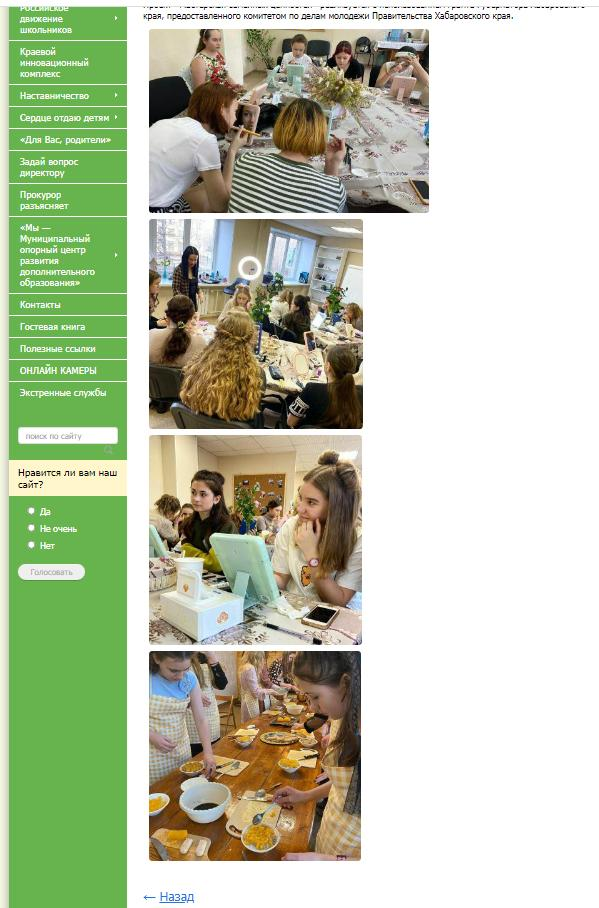 Российское
движение
школьников
Краевой
инновационный
комплекс
Наставничество
Сердце отдаю детям
«Для Вас, родители»
Задай вопрос
директору
Прокурор
разъясняет
«Мы —
Муниципальный
опорный центр
развития
дополнительного
образования»
Контакты
Гостевая книга
Полезные ссылки
ОНЛАЙН КАМЕРЫ
Экстренные службы
поиск по сайту
Нравится ли вам наш
сайт?
Да
Не очень
Нет
Голосовать
края, предоставленного комитетом по делам молодежи Правительства Хабаровского края.
← Назад